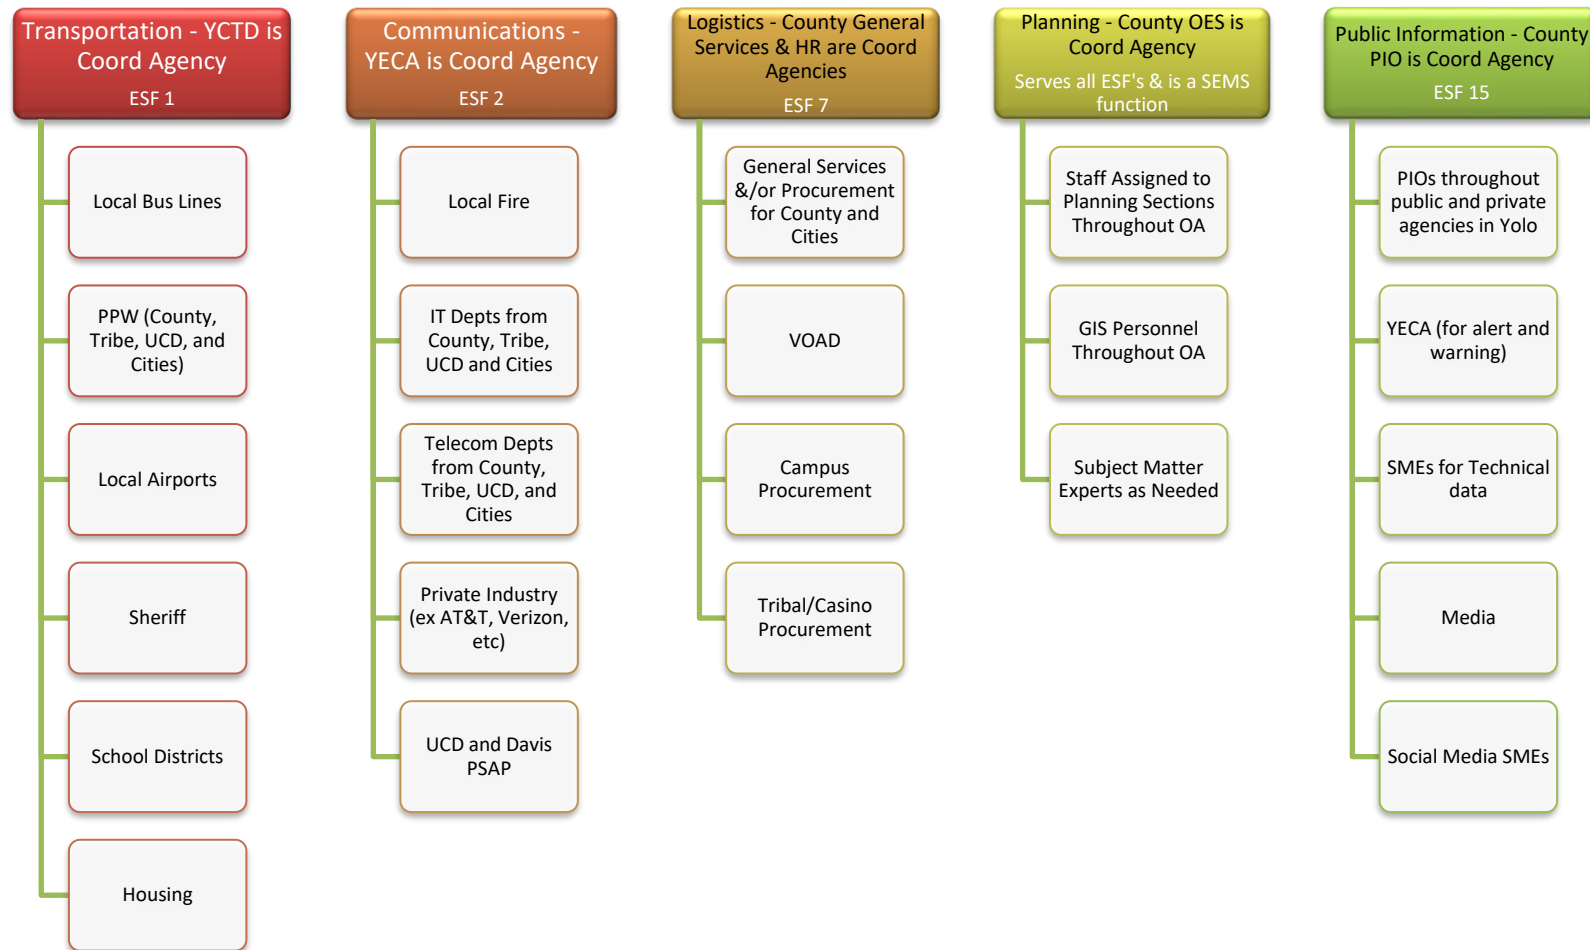 Transportation - YCTD is
Coord Agency
ESF 1
Local Bus Lines
PPW (County,
Tribe, UCD, and
Cities)
Local Airports
Sheriff
School Districts
Housing
Communications -
YECA is Coord Agency
ESF 2
Local Fire
IT Depts from
County, Tribe,
UCD and Cities
Telecom Depts
from County,
Tribe, UCD, and
Cities
Private Industry
(ex AT&T, Verizon,
etc)
UCD and Davis
PSAP
Logistics - County General
Services & HR are Coord
Agencies
ESF 7
General Services
&/or Procurement
for County and
Cities
VOAD
Campus
Procurement
Tribal/Casino
Procurement
Planning - County OES is
Coord Agency
Serves all ESF's & is a SEMS
function
Staff Assigned to
Planning Sections
Throughout OA
GIS Personnel
Throughout OA
Subject Matter
Experts as Needed
Public Information - County
PIO is Coord Agency
ESF 15
PIOs throughout
public and private
agencies in Yolo
YECA (for alert and
warning)
SMEs for Technical
data
Media
Social Media SMEs